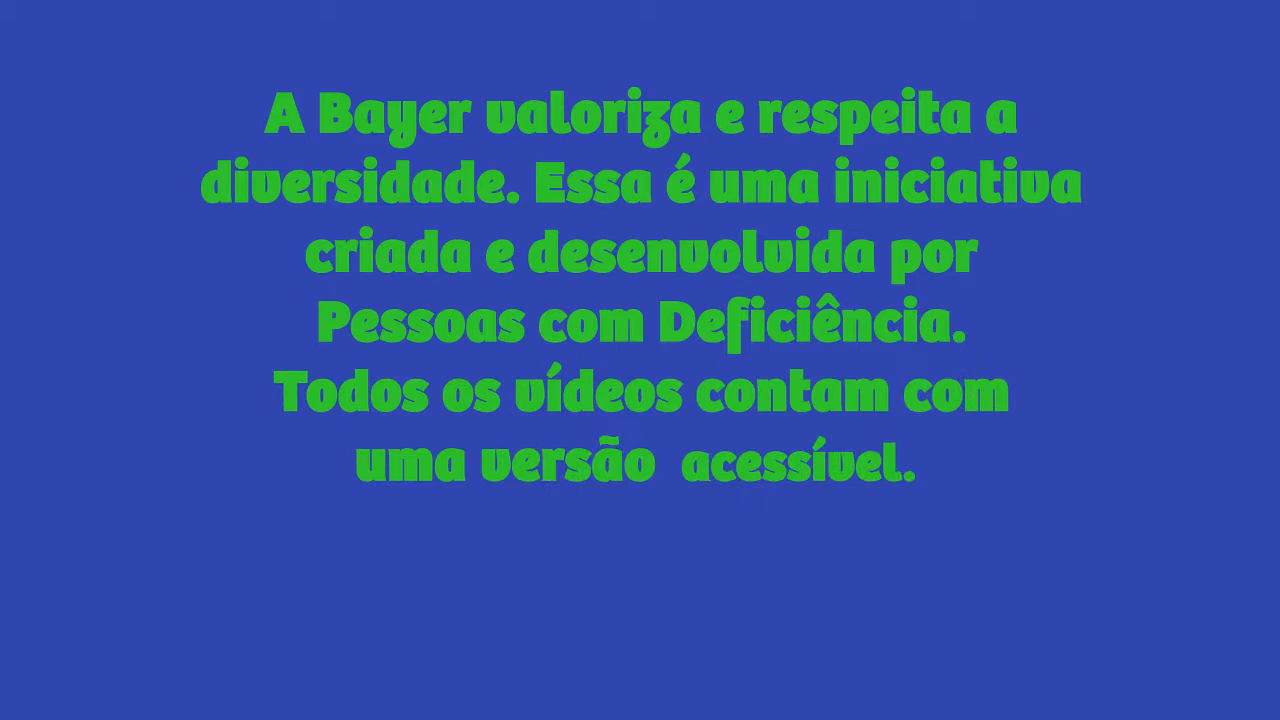 A Bayer valoriza e respeita a
diversidade. Essa é uma iniciativa
criada e desenvolvida por
Pessoas com Deficiência.
Todos os vídeos contam com
uma versão acessível.